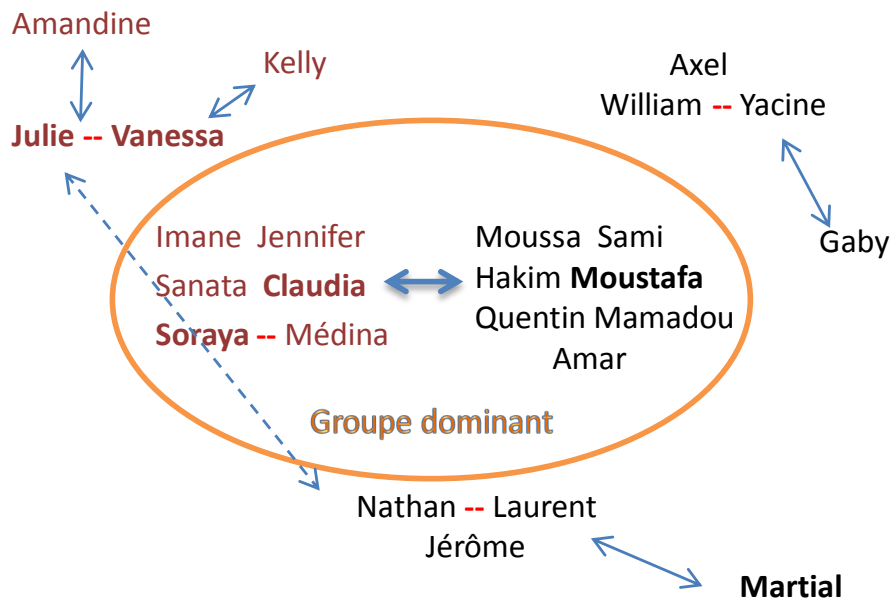 Amandine
Kelly
Axel
William -- Yacine
Julie -- Vanessa
Gaby
Imane Jennifer
Sanata Claudia
Soraya -- Médina
Moussa Sami
Hakim Moustafa
Quentin Mamadou
Amar
Groupe dominant
Nathan -- Laurent
Jérôme
Martial